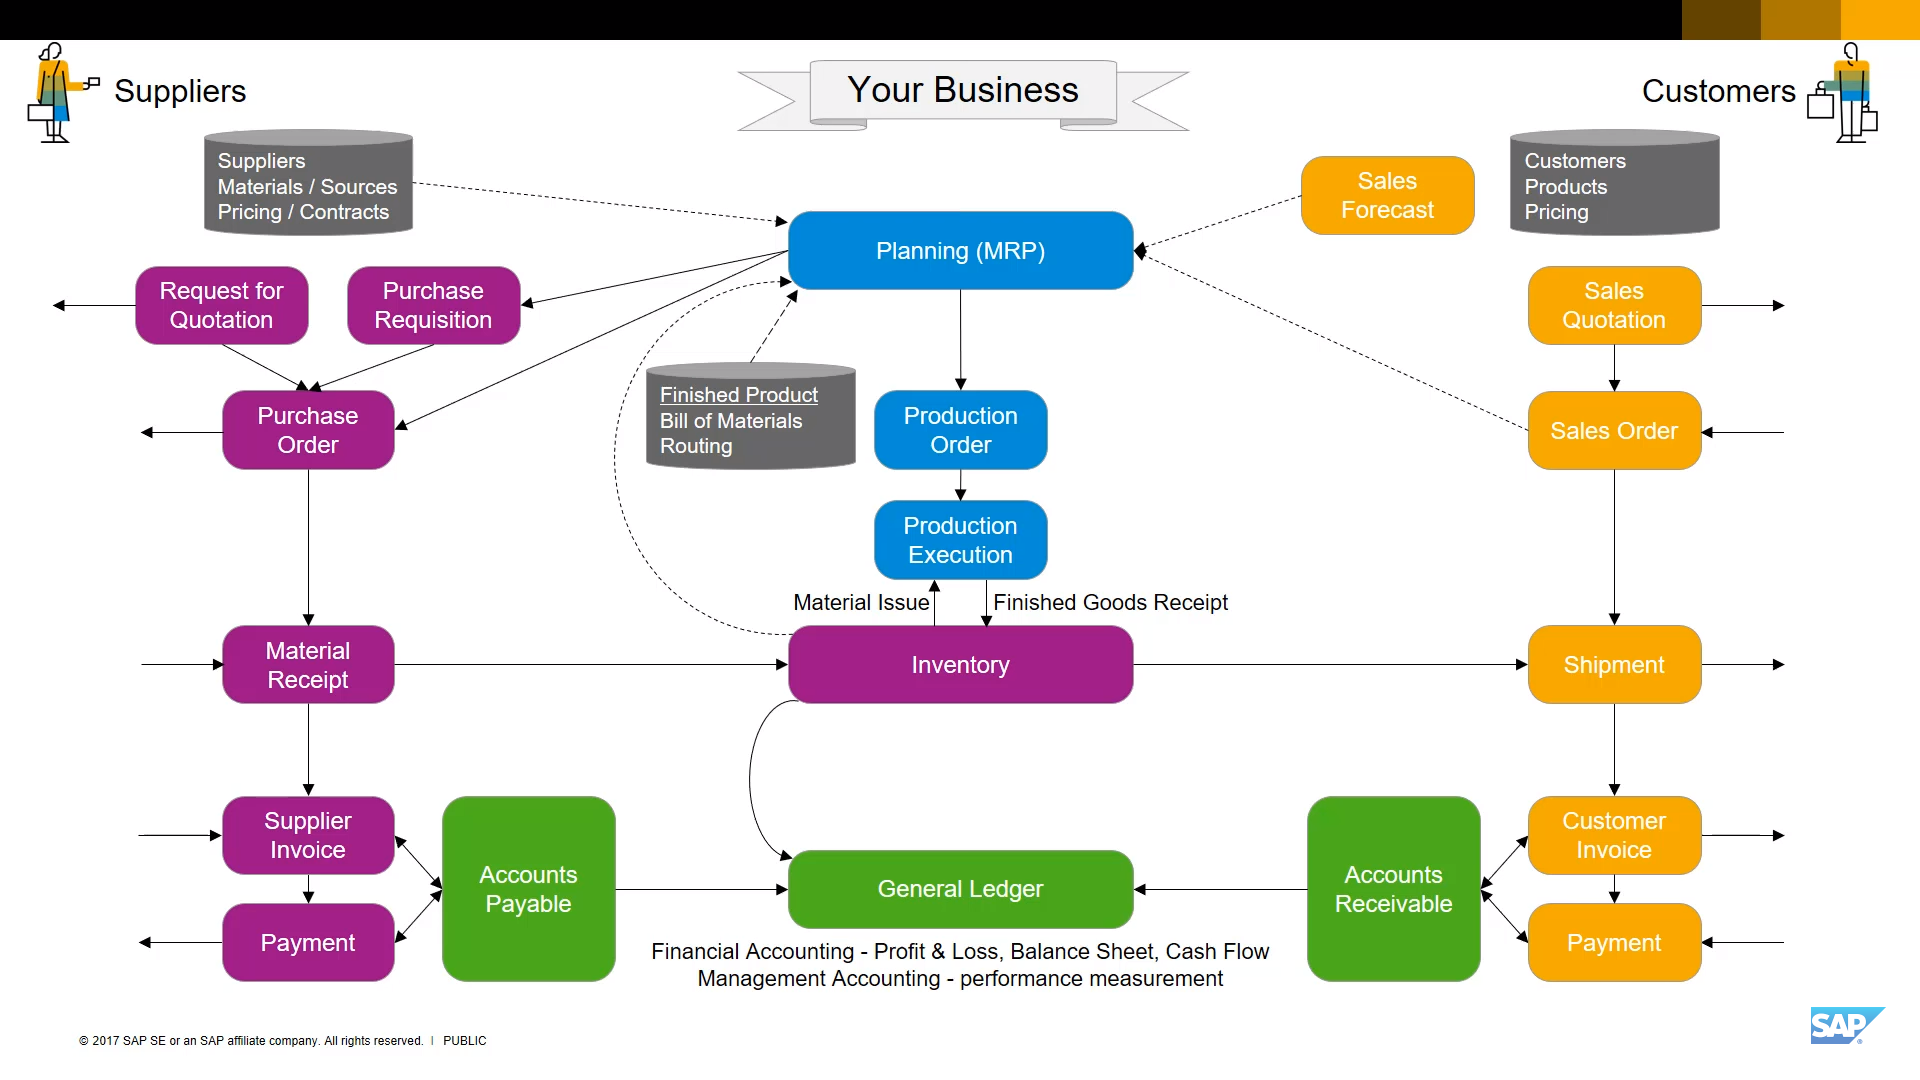 Suppliers
Your Business
Customers
Suppliers
Materials / Sources
Pricing / Contracts
Sales
Forecast
Customers
Products
Pricing
Planning (MRP)
Request for
Quotation
Purchase
Requisition
Sales
Quotation
Finished Product
Bill of Materials
Routing
Purchase
Order
Production
Order
Sales Order
Production
Execution
Material Issue
Finished Goods Receipt
Material
Receipt
Inventory
Shipment
Supplier
Invoice
Accounts
Payable
General Ledger
Accounts
Receivable
Customer
Invoice
Payment
Payment
Financial Accounting - Profit & Loss, Balance Sheet, Cash Flow
Management Accounting - performance measurement
© 2017 SAP SE or an SAP affiliate company. All rights reserved. | PUBLIC
SAP®